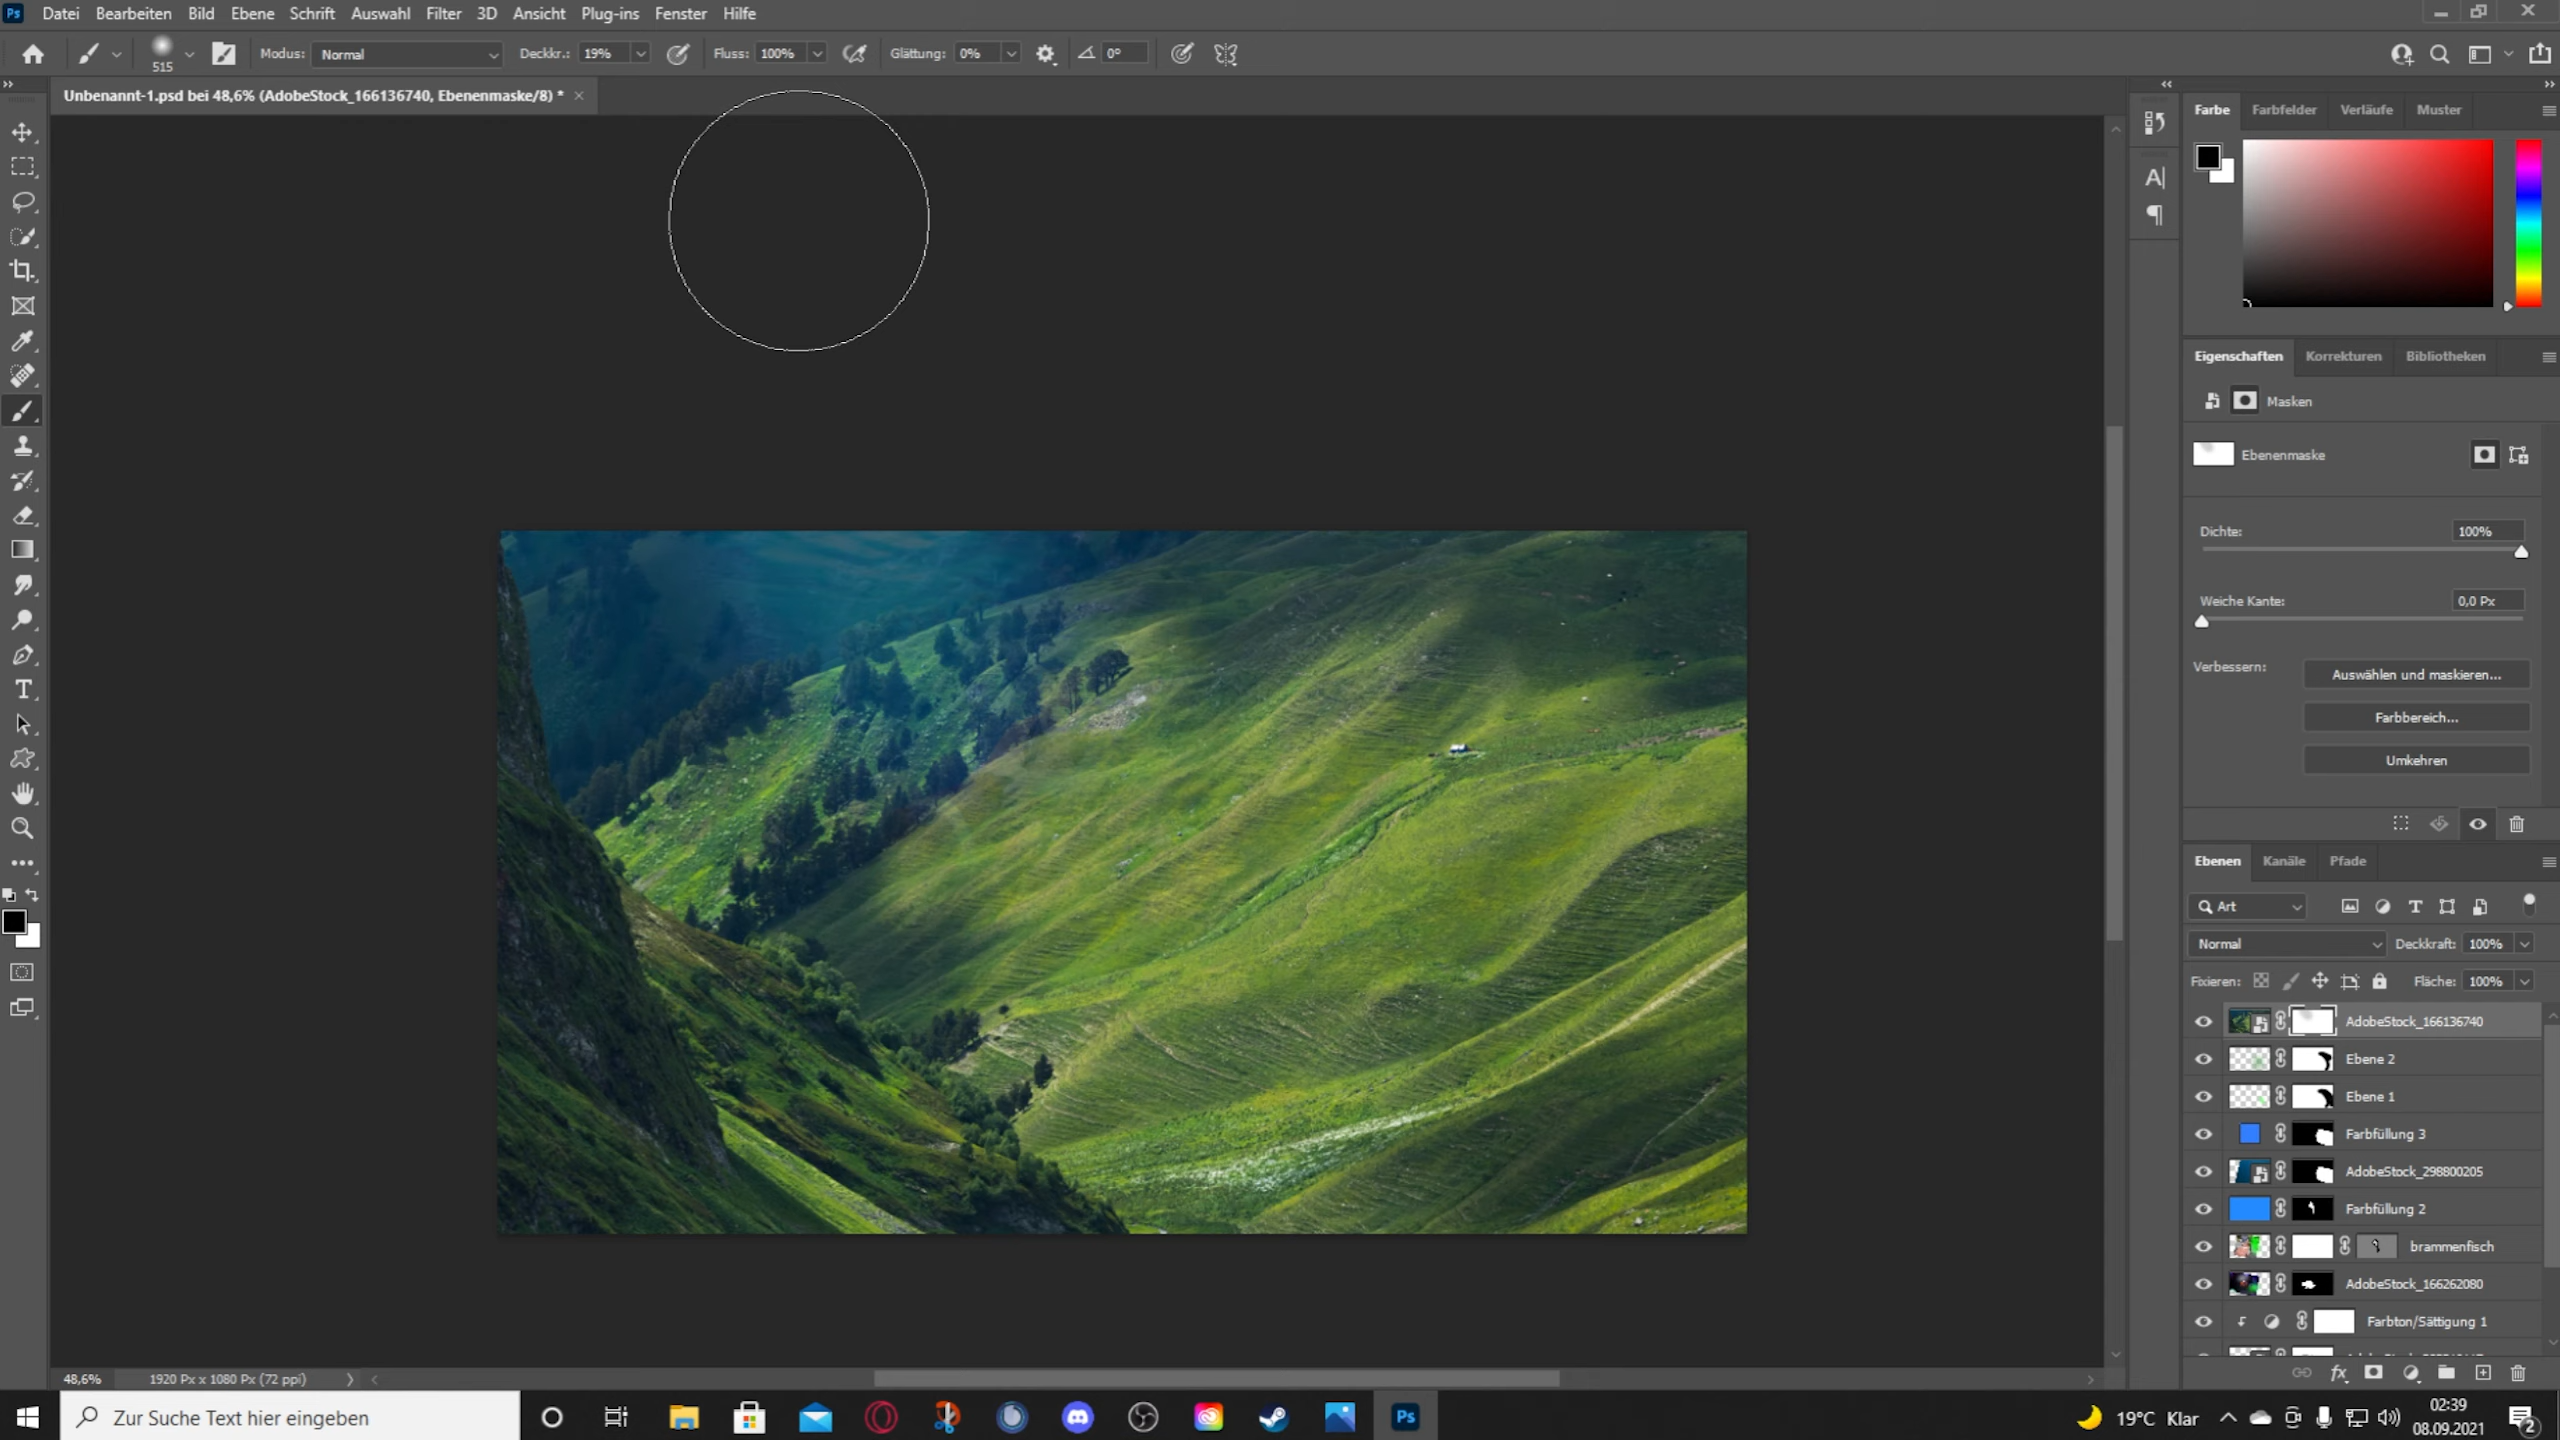 Ps Datei Bearbeiten Bild Ebene Schrift Auswahl Filter 3D Ansicht Plug-ins Fenster Hilfe
515 Modus: Normal Deckkr.: 19% Fluss: 100% Glättung: 0% 0°
Unbenannt-1.psd bei 48,6% (AdobeStock_166136740, Ebenenmaske/8) *
Farbe Farbfelder Verläufe Muster
Eigenschaften Korrekturen Bibliotheken
Masken
Ebenenmaske
Dichte: 100%
Weiche Kante: 0,0 Px
Verbessern: Auswählen und maskieren...
Farbbereich...
Umkehren
Ebenen Kanäle Pfade
Art
Normal Deckkraft: 100%
Fixieren: Fläche: 100%
AdobeStock_166136740
Ebene 2
Ebene 1
Farbfüllung 3
AdobeStock_298800205
Farbfüllung 2
brammenfisch
AdobeStock_166262080
Farbton/Sättigung 1
fx
48,6% 1920 Px x 1080 Px (72 ppi)
Zur Suche Text hier eingeben
Ps
19°C Klar
02:39
08.09.2021
2